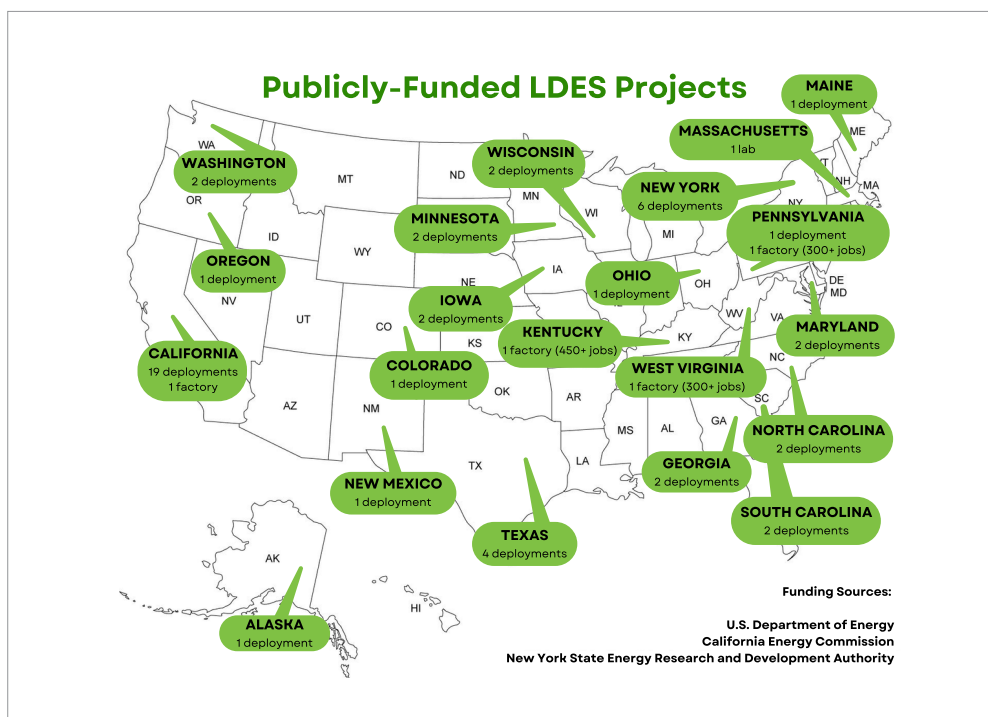 Publicly-Funded LDES Projects
MAINE
1 deployment
ME
MASSACHUSETTS
1 lab
WA
WASHINGTON
2 deployments
WISCONSIN
2 deployments
MT
ND
MN
VT
NH
MA
NEW YORK
6 deployments
NY
OR
MINNESOTA
2 deployments
WI
MI
PENNSYLVANIA
1 deployment
1 factory (300+ jobs)
ID
WY
OREGON
1 deployment
IA
OHIO
1 deployment
OH
DE
MD
NE
NV
IOWA
2 deployments
WV
VA
UT
CO
KS
KENTUCKY
1 factory (450+ jobs)
KY
MARYLAND
2 deployments
CALIFORNIA
19 deployments
1 factory
COLORADO
1 deployment
WEST VIRGINIA
1 factory (300+ jobs)
NC
OK
AR
SC
AZ
NM
MS
AL
GA
NORTH CAROLINA
2 deployments
TX
LA
GEORGIA
2 deployments
NEW MEXICO
1 deployment
SOUTH CAROLINA
2 deployments
TEXAS
4 deployments
AK
HI
ALASKA
1 deployment
Funding Sources:
U.S. Department of Energy
California Energy Commission
New York State Energy Research and Development Authority